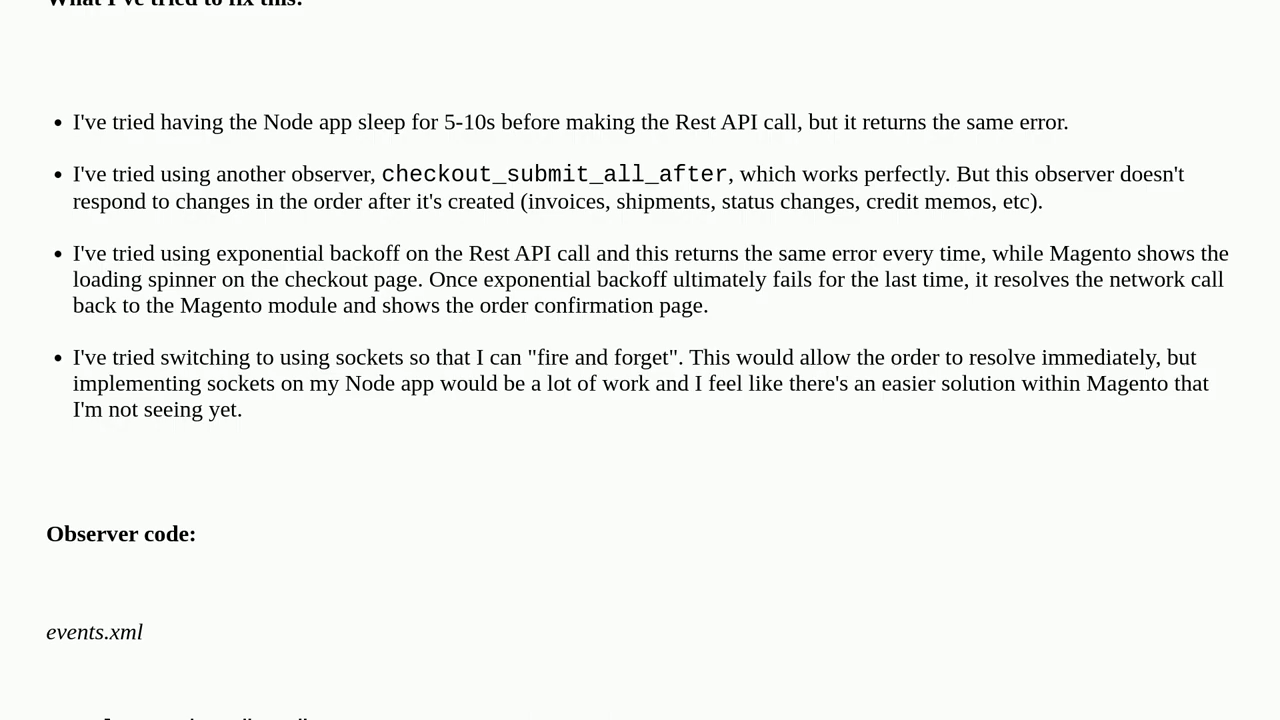 What I've tried to fix this:
I've tried having the Node app sleep for 5-10s before making the Rest API call, but it returns the same error.
I've tried using another observer, checkout_submit_all_after, which works perfectly. But this observer doesn't
respond to changes in the order after it's created (invoices, shipments, status changes, credit memos, etc).
I've tried using exponential backoff on the Rest API call and this returns the same error every time, while Magento shows the
loading spinner on the checkout page. Once exponential backoff ultimately fails for the last time, it resolves the network call
back to the Magento module and shows the order confirmation page.
I've tried switching to using sockets so that I can "fire and forget". This would allow the order to resolve immediately, but
implementing sockets on my Node app would be a lot of work and I feel like there's an easier solution within Magento that
I'm not seeing yet.
Observer code:
events.xml